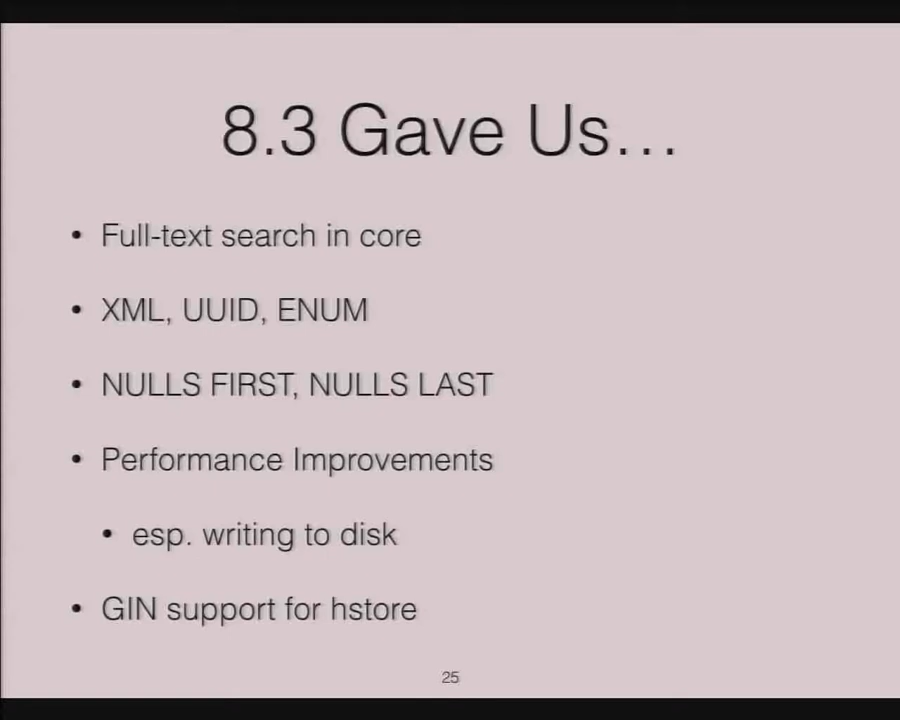 8.3 Gave Us…
• Full-text search in core
• XML, UUID, ENUM
• NULLS FIRST, NULLS LAST
• Performance Improvements
• esp. writing to disk
• GIN support for hstore
25